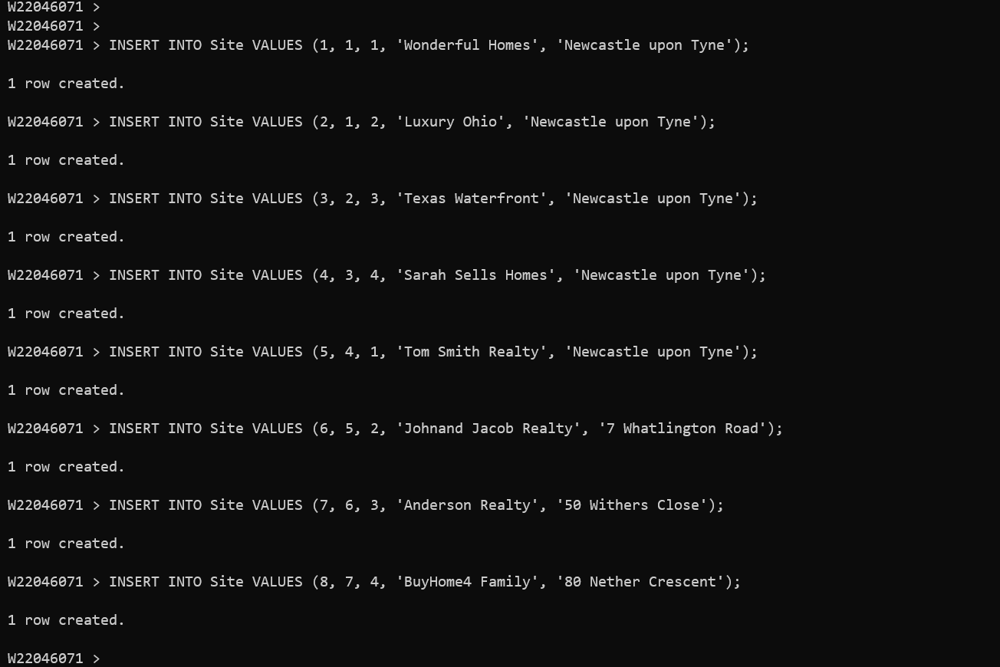 W22046071 >
W22046071 >
W22046071 > INSERT INTO Site VALUES (1, 1, 1, 'Wonderful Homes', 'Newcastle upon Tyne');
1 row created.
W22046071 > INSERT INTO Site VALUES (2, 1, 2, 'Luxury Ohio', 'Newcastle upon Tyne');
1 row created.
W22046071 > INSERT INTO Site VALUES (3, 2, 3, 'Texas Waterfront', 'Newcastle upon Tyne');
1 row created.
W22046071 > INSERT INTO Site VALUES (4, 3, 4, 'Sarah Sells Homes', 'Newcastle upon Tyne');
1 row created.
W22046071 > INSERT INTO Site VALUES (5, 4, 1, 'Tom Smith Realty', 'Newcastle upon Tyne');
1 row created.
W22046071 > INSERT INTO Site VALUES (6, 5, 2, 'Johnand Jacob Realty', '7 Whatlington Road');
1 row created.
W22046071 > INSERT INTO Site VALUES (7, 6, 3, 'Anderson Realty', '50 Withers Close');
1 row created.
W22046071 > INSERT INTO Site VALUES (8, 7, 4, 'BuyHome4 Family', '80 Nether Crescent');
1 row created.
W22046071 >